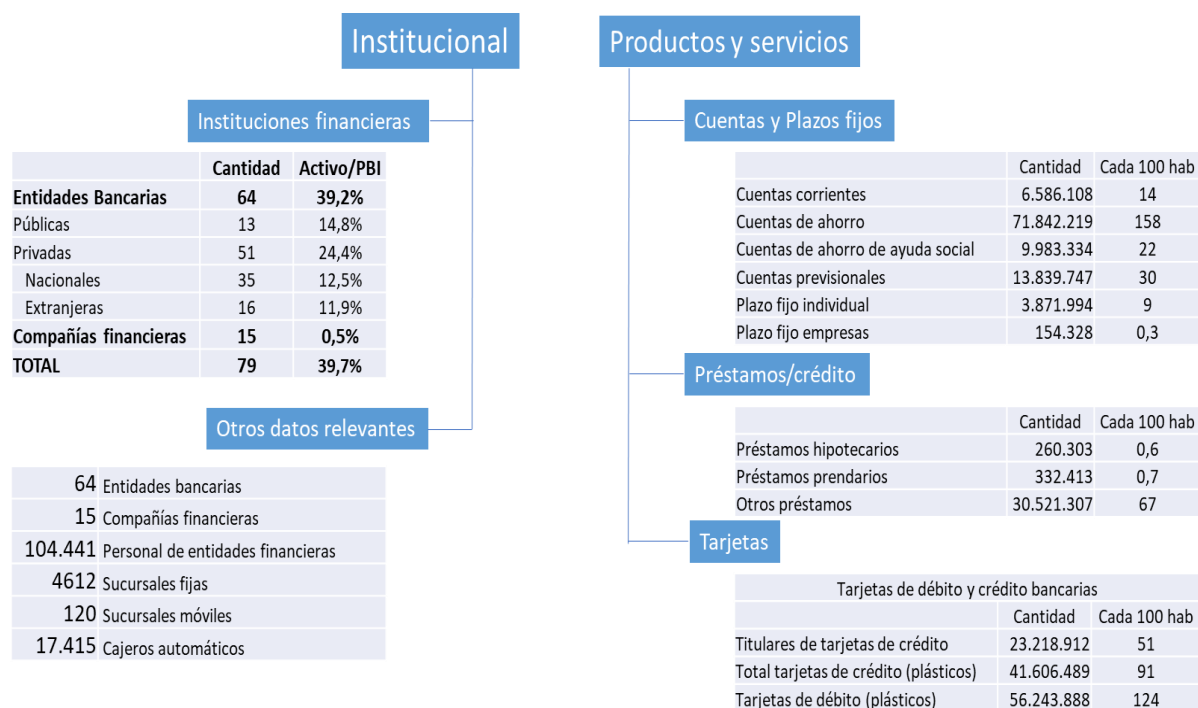 Institucional
Instituciones financieras
Cantidad Activo/PBI
Entidades Bancarias 64 39,2%
Públicas 13 14,8%
Privadas 51 24,4%
Nacionales 35 12,5%
Extranjeras 16 11,9%
Compañías financieras 15 0,5%
TOTAL 79 39,7%
Otros datos relevantes
64 Entidades bancarias
15 Compañías financieras
104.441 Personal de entidades financieras
4612 Sucursales fijas
120 Sucursales móviles
17.415 Cajeros automáticos
Productos y servicios
Cuentas y Plazos fijos
Cantidad Cada 100 hab
Cuentas corrientes 6.586.108 14
Cuentas de ahorro 71.842.219 158
Cuentas de ahorro de ayuda social 9.983.334 22
Cuentas previsionales 13.839.747 30
Plazo fijo individual 3.871.994 9
Plazo fijo empresas 154.328 0,3
Préstamos/crédito
Cantidad Cada 100 hab
Préstamos hipotecarios 260.303 0,6
Préstamos prendarios 332.413 0,7
Otros préstamos 30.521.307 67
Tarjetas
Tarjetas de débito y crédito bancarias
Cantidad Cada 100 hab
Titulares de tarjetas de crédito 23.218.912 51
Total tarjetas de crédito (plásticos) 41.606.489 91
Tarjetas de débito (plásticos) 56.243.888 124